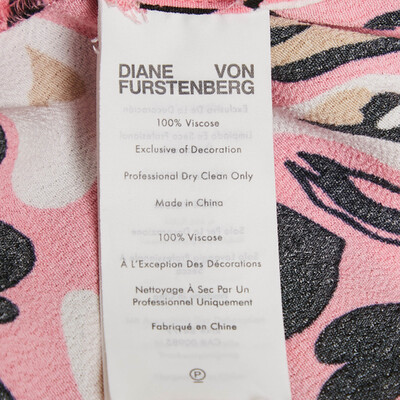 DIANE VON
FURSTENBERG
100% Viscose
Exclusive of Decoration
Professional Dry Clean Only
Made in China
100% Viscose
À L'Exception Des Décorations
Nettoyage À Sec Par Un
Professionnel Uniquement
Fabriqué en Chine
P